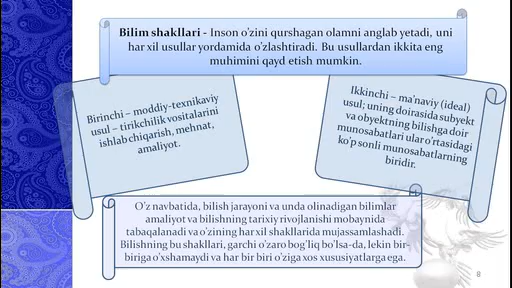 Bilim shakllari - Inson o'zini qurshagan olamni anglab yetadi, uni
har xil usullar yordamida o'zlashtiradi. Bu usullardan ikkita eng
muhimini qayd etish mumkin.
Birinchi – moddiy-texnikaviy
usul – tirikchilik vositalarini
ishlab chiqarish, mehnat,
amaliyot.
Ikkinchi – ma'naviy (ideal)
usul; uning doirasida subyekt
va obyektning bilishga doir
munosabatlari ular o'rtasidagi
ko'p sonli munosabatlarning
biridir.
O'z navbatida, bilish jarayoni va unda olinadigan bilimlar
amaliyot va bilishning tarixiy rivojlanishi mobaynida
tabaqalanadi va o'zining har xil shakllarida mujassamlashadi.
Bilishning bu shakllari, garchi o'zaro bog'liq bo'lsa-da, lekin bir-
biriga o'xshamaydi va har bir biri o'ziga xos xususiyatlarga ega.
8